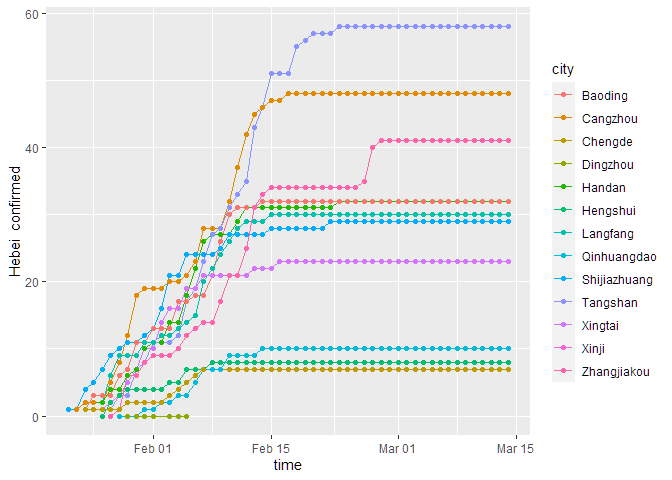 60
40
20
0
Hebei confirmed
Feb 01
Feb 15
Mar 01
Mar 15
time
city
Baoding
Cangzhou
Chengde
Dingzhou
Handan
Hengshui
Langfang
Qinhuangdao
Shijiazhuang
Tangshan
Xingtai
Xinji
Zhangjiakou